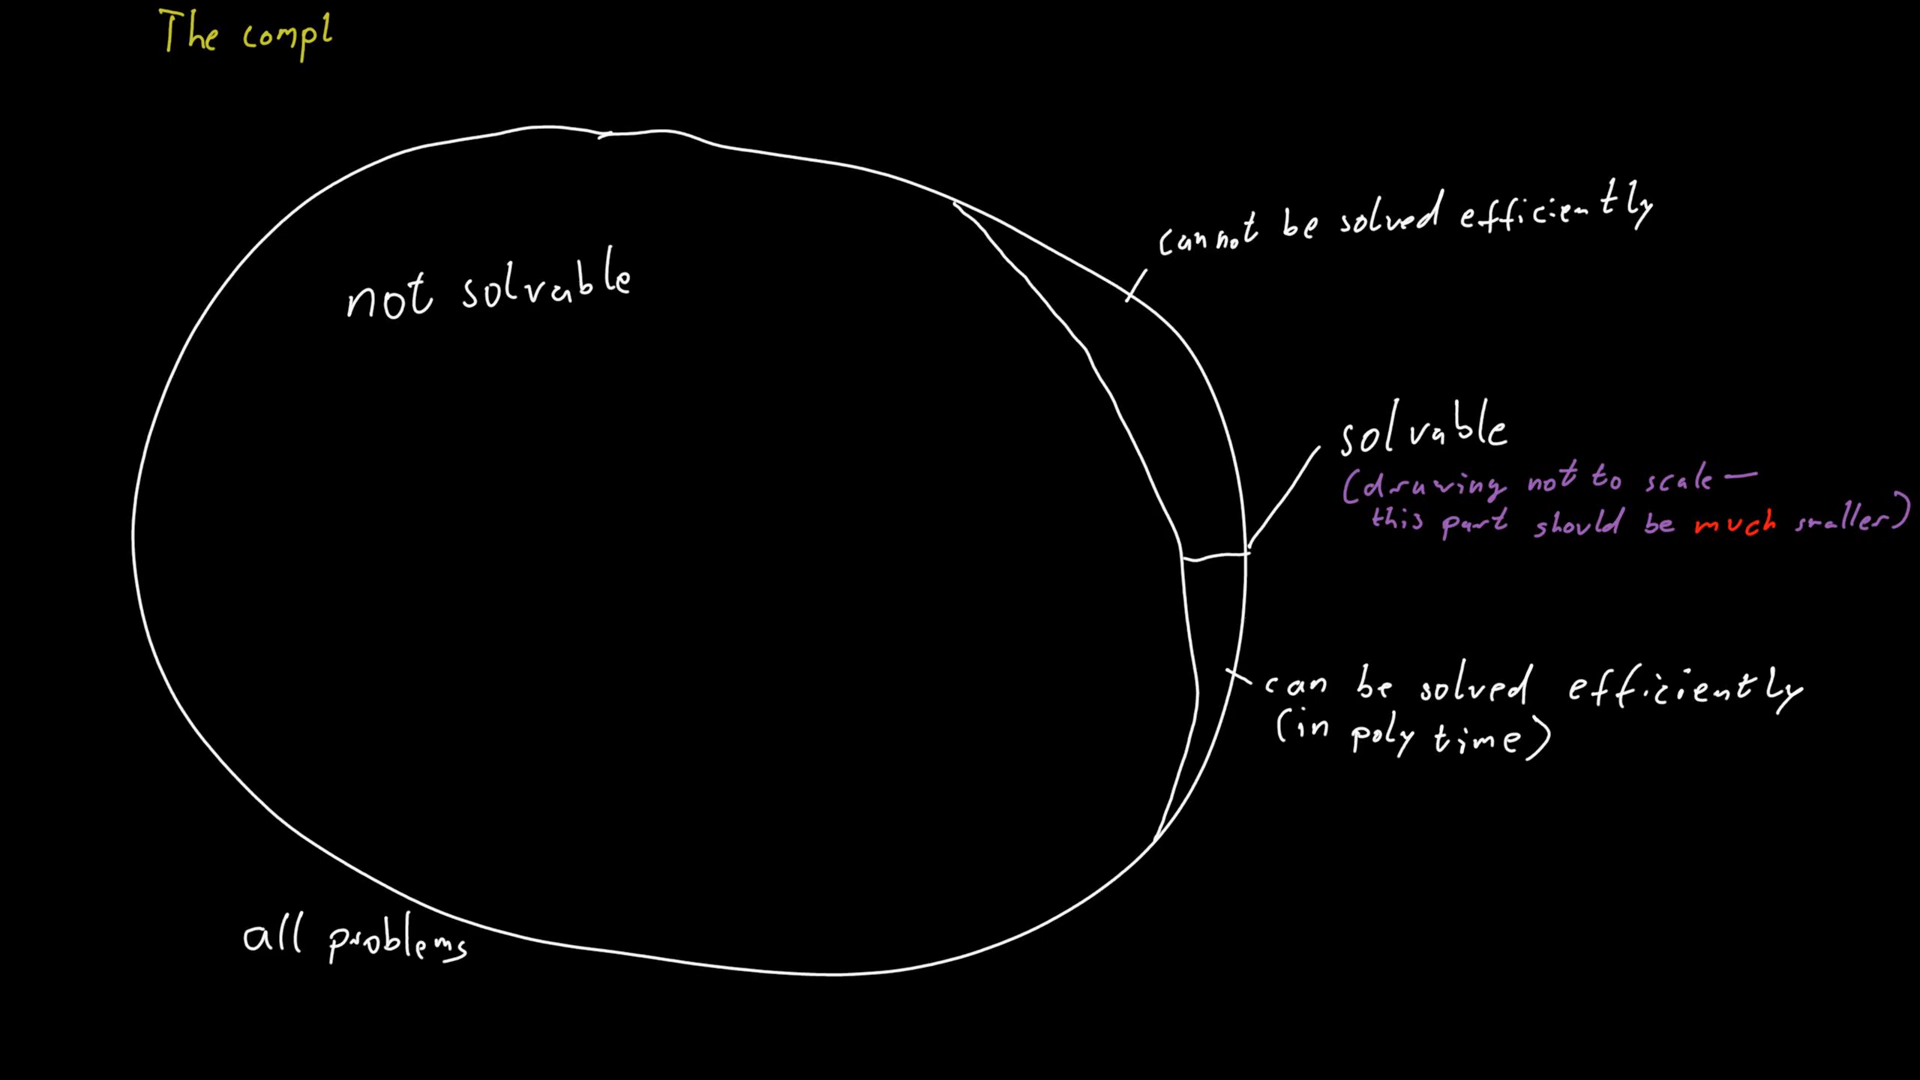 The compl
cannot be solved efficiently
not solvable
solvable
(drawing not to scale —
this part should be much smaller)
can be solved efficiently
(in poly time)
all problems